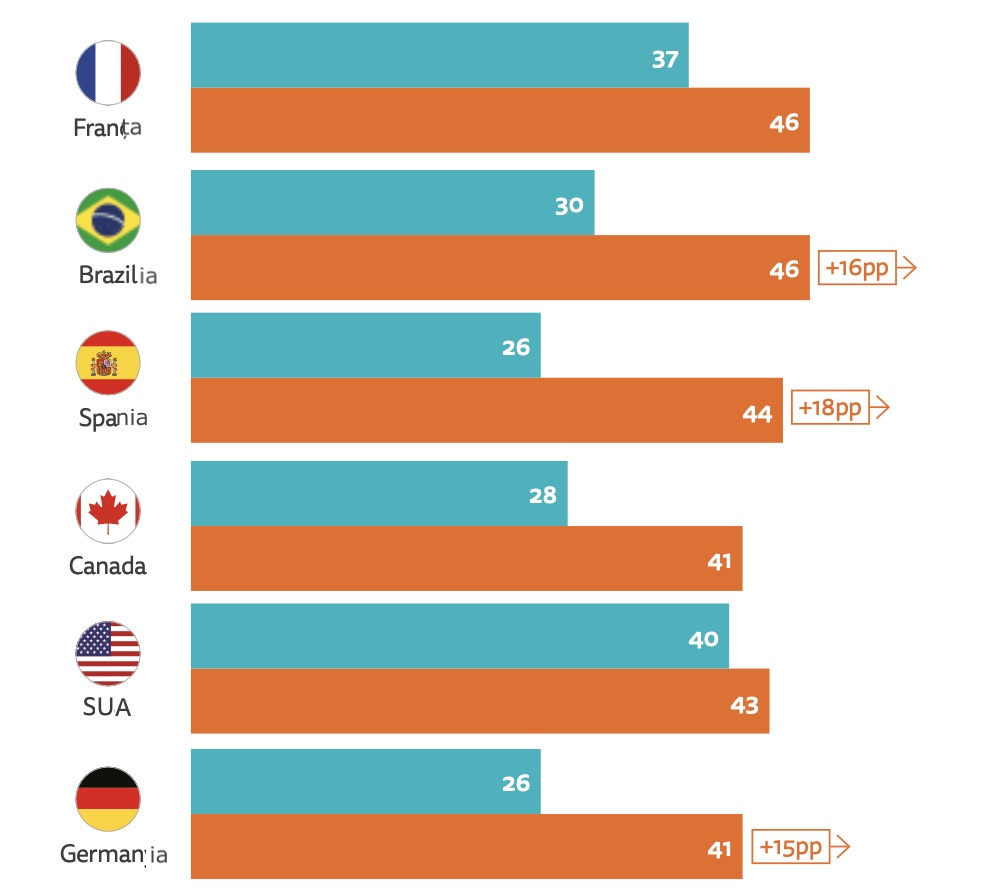 37
Franța
46
30
Brazilia
46
+16pp
26
Spania
44
+18pp
28
Canada
41
40
SUA
43
26
Germania
41
+15pp